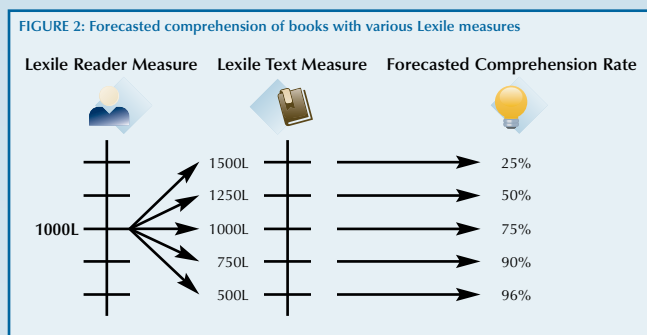 FIGURE 2: Forecasted comprehension of books with various Lexile measures
Lexile Reader Measure Lexile Text Measure Forecasted Comprehension Rate
1500L 25%
1250L 50%
1000L 1000L 75%
750L 90%
500L 96%